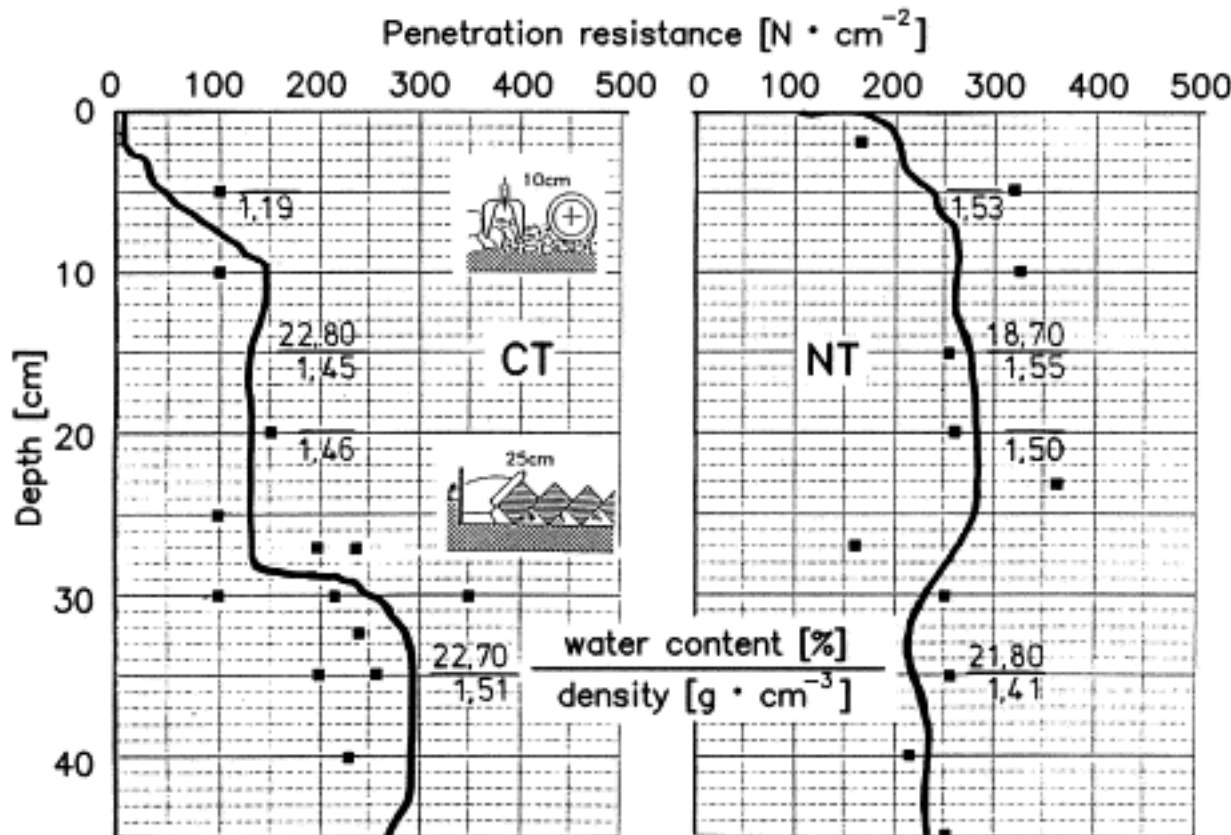 Penetration resistance [N • cm⁻²]
0 100 200 300 400 500 0 100 200 300 400 500
0
10cm
1,19
1,53
10
22,80
1,45
CT
NT
18,70
1,55
Depth [cm]
20
1,46
1,50
25cm
30
water content [%]
density [g • cm⁻³]
22,70
1,51
21,80
1,41
40